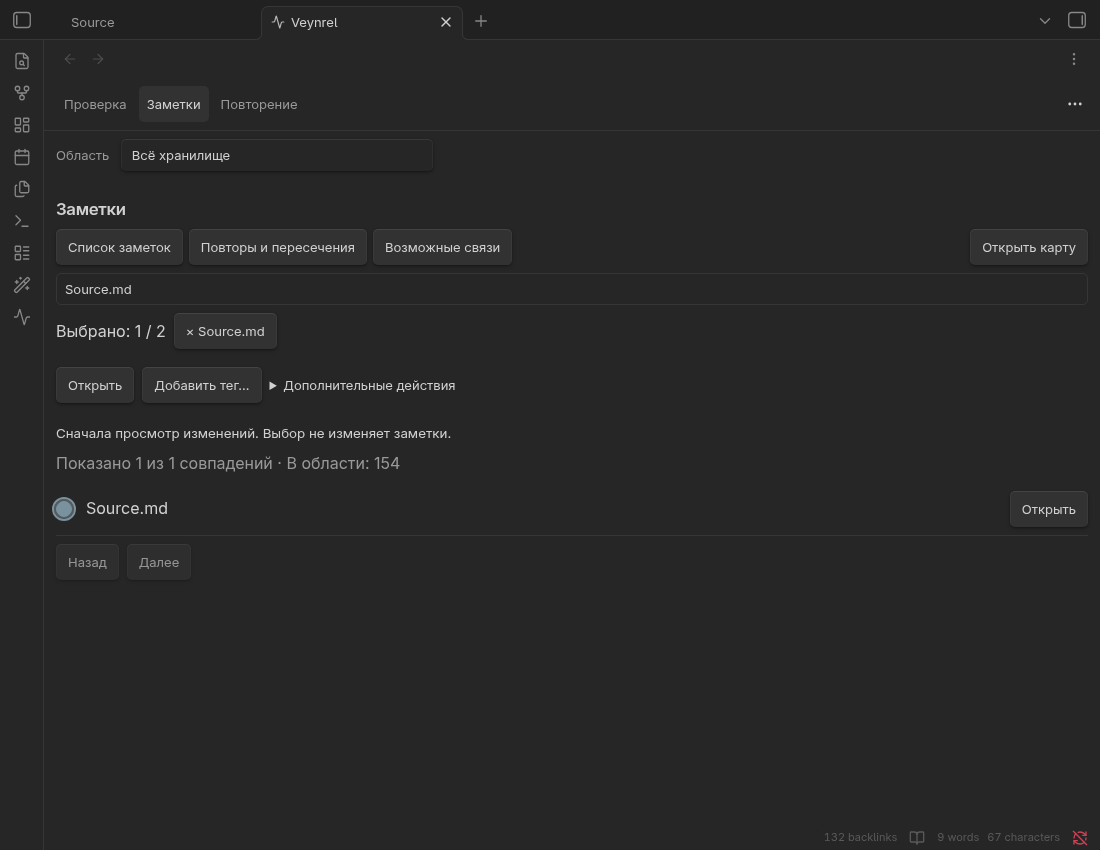 Source
Veynrel
Проверка Заметки Повторение
Область Всё хранилище
Заметки
Список заметок Повторы и пересечения Возможные связи Открыть карту
Source.md
Выбрано: 1 / 2 × Source.md
Открыть Добавить тег... ▶ Дополнительные действия
Сначала просмотр изменений. Выбор не изменяет заметки.
Показано 1 из 1 совпадений · В области: 154
Source.md Открыть
Назад Далее
132 backlinks 9 words 67 characters